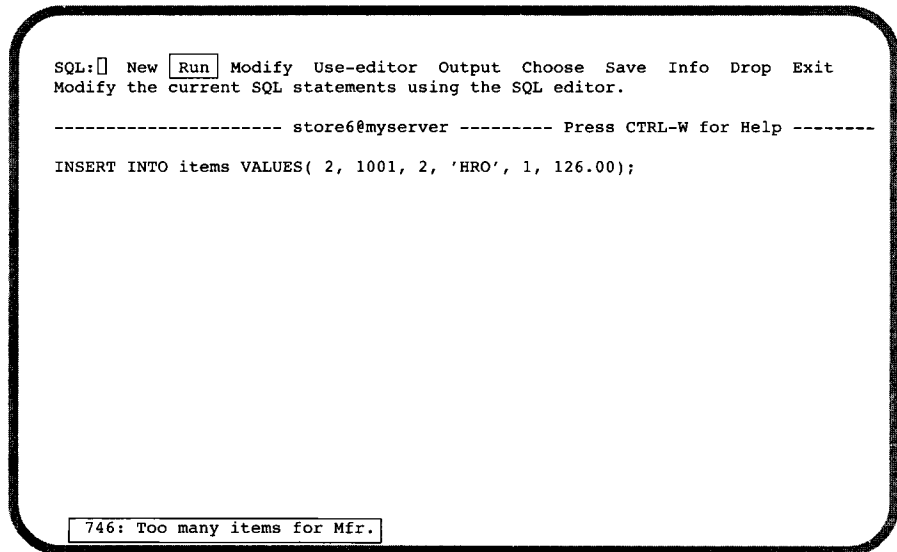 SQL:[] New Run Modify Use-editor Output Choose Save Info Drop Exit
Modify the current SQL statements using the SQL editor.
---------------------- store6@myserver --------- Press CTRL-W for Help --------
INSERT INTO items VALUES( 2, 1001, 2, 'HRO', 1, 126.00);
746: Too many items for Mfr.